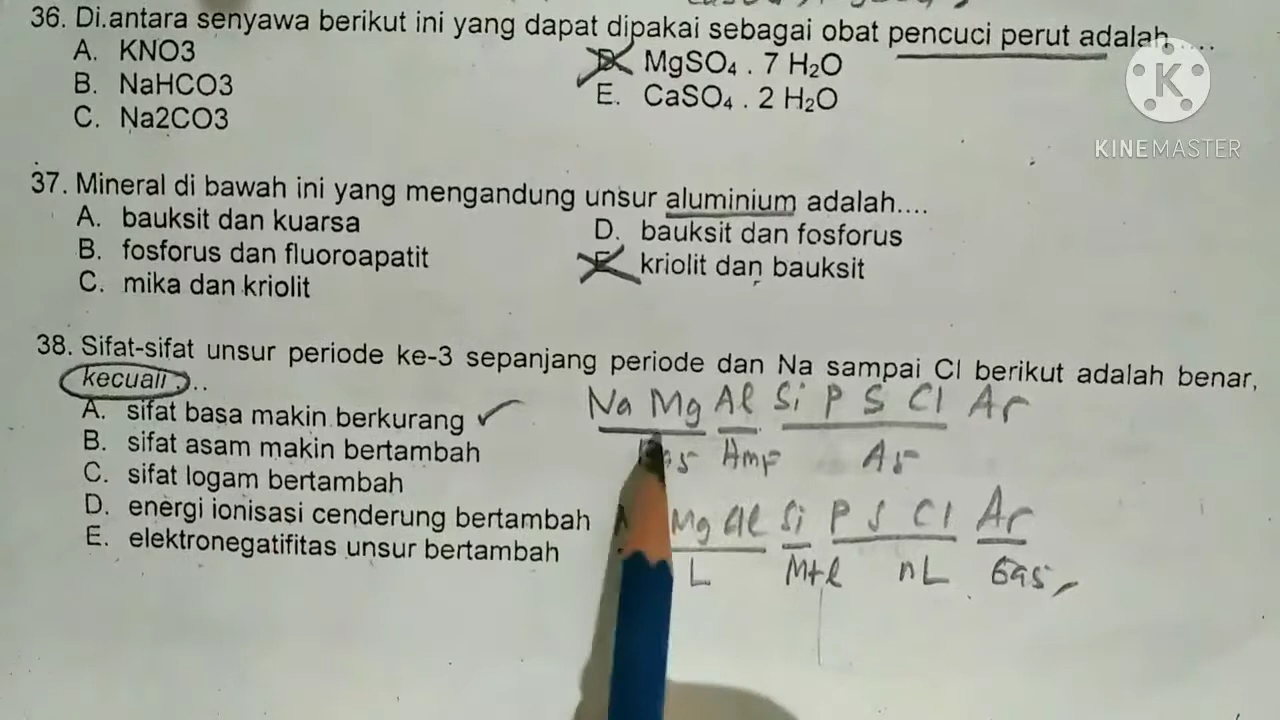 36. Di.antara senyawa berikut ini yang dapat dipakai sebagai obat pencuci perut adalah....
A. KNO3
B. NaHCO3
C. Na2CO3
D. MgSO₄ . 7 H₂O
E. CaSO₄ . 2 H₂O
K
KINEMASTER
37. Mineral di bawah ini yang mengandung unsur aluminium adalah....
A. bauksit dan kuarsa
B. fosforus dan fluoroapatit
C. mika dan kriolit
D. bauksit dan fosforus
E. kriolit dan bauksit
38. Sifat-sifat unsur periode ke-3 sepanjang periode dan Na sampai Cl berikut adalah benar,
kecuali ...
A. sifat basa makin berkurang
B. sifat asam makin bertambah
C. sifat logam bertambah
D. energi ionisasi cenderung bertambah
E. elektronegatifitas unsur bertambah
Na Mg Al Si P S Cl Ar
Amf As
Mg Al Si P S Cl Ar
L M+l nL Gas